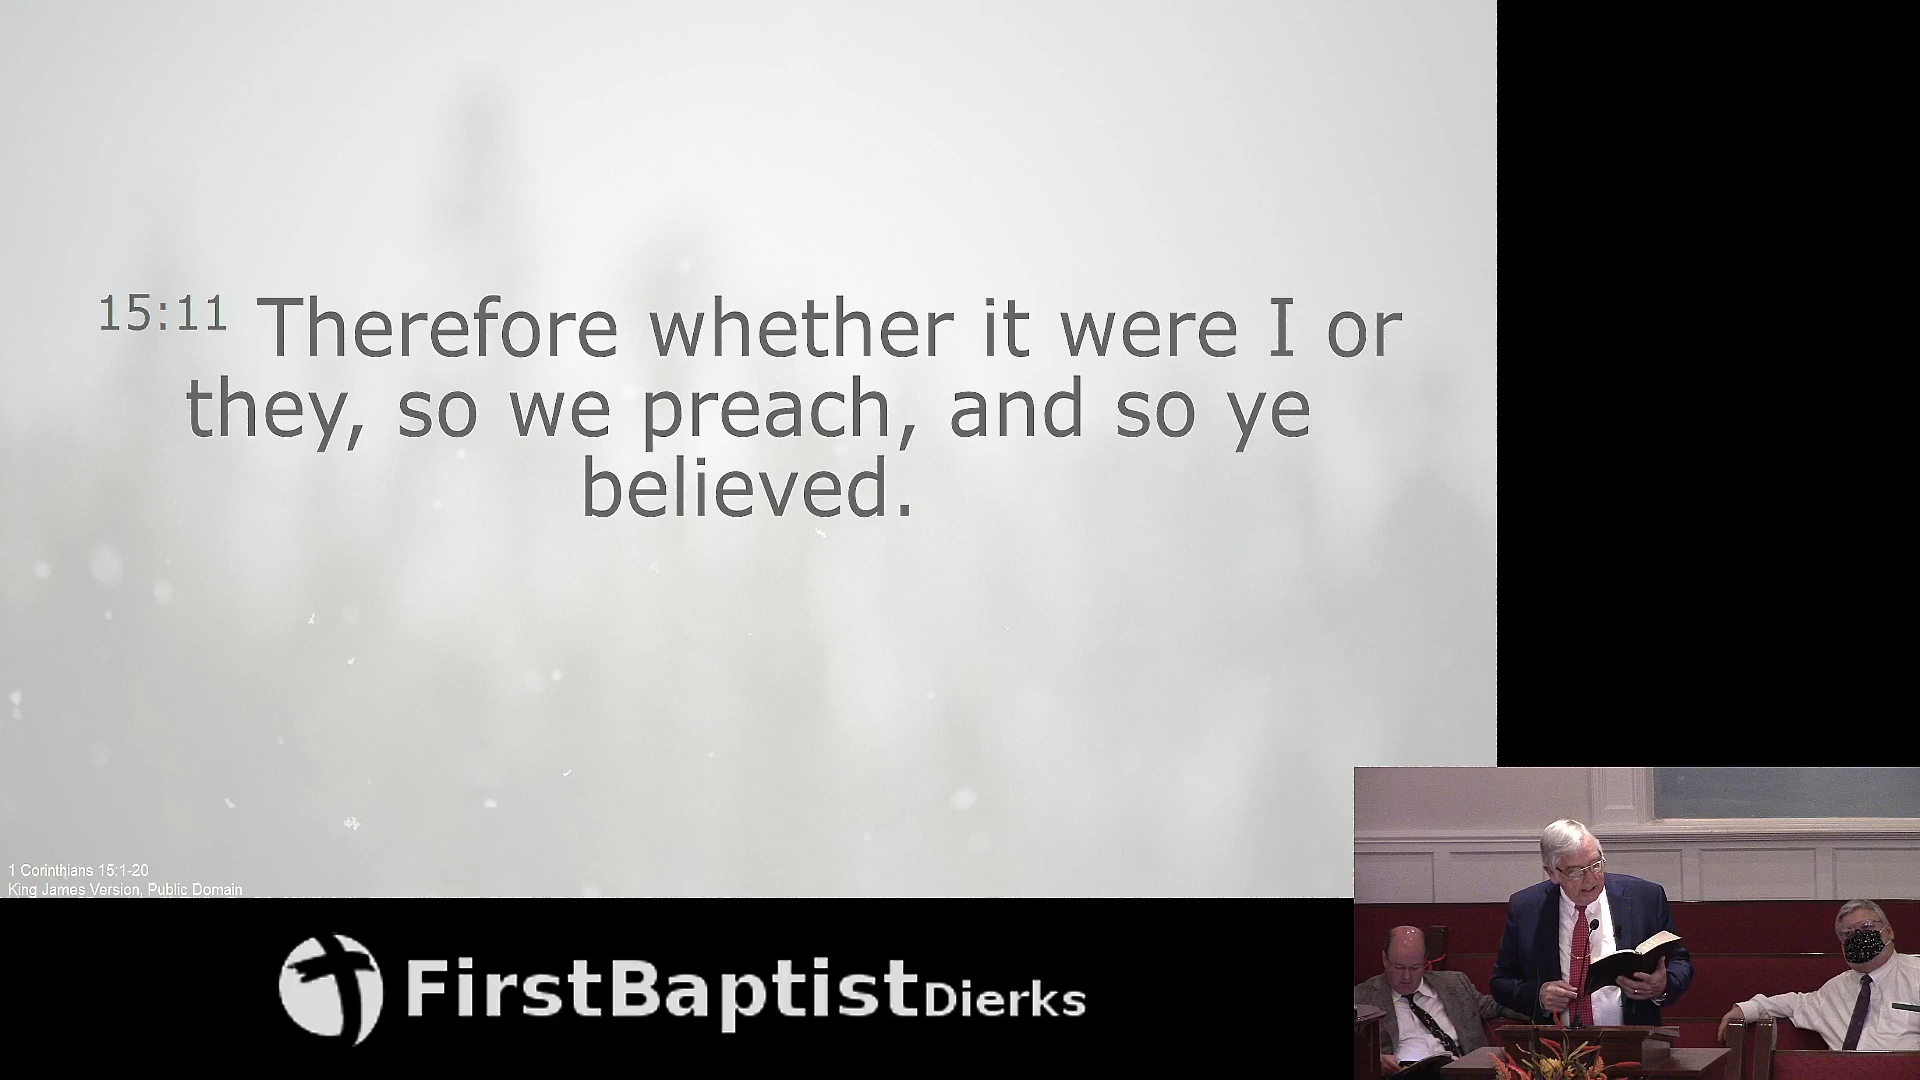 15:11 Therefore whether it were I or
they, so we preach, and so ye
believed.
1 Corinthians 15:1-20
King James Version, Public Domain
FirstBaptistDierks